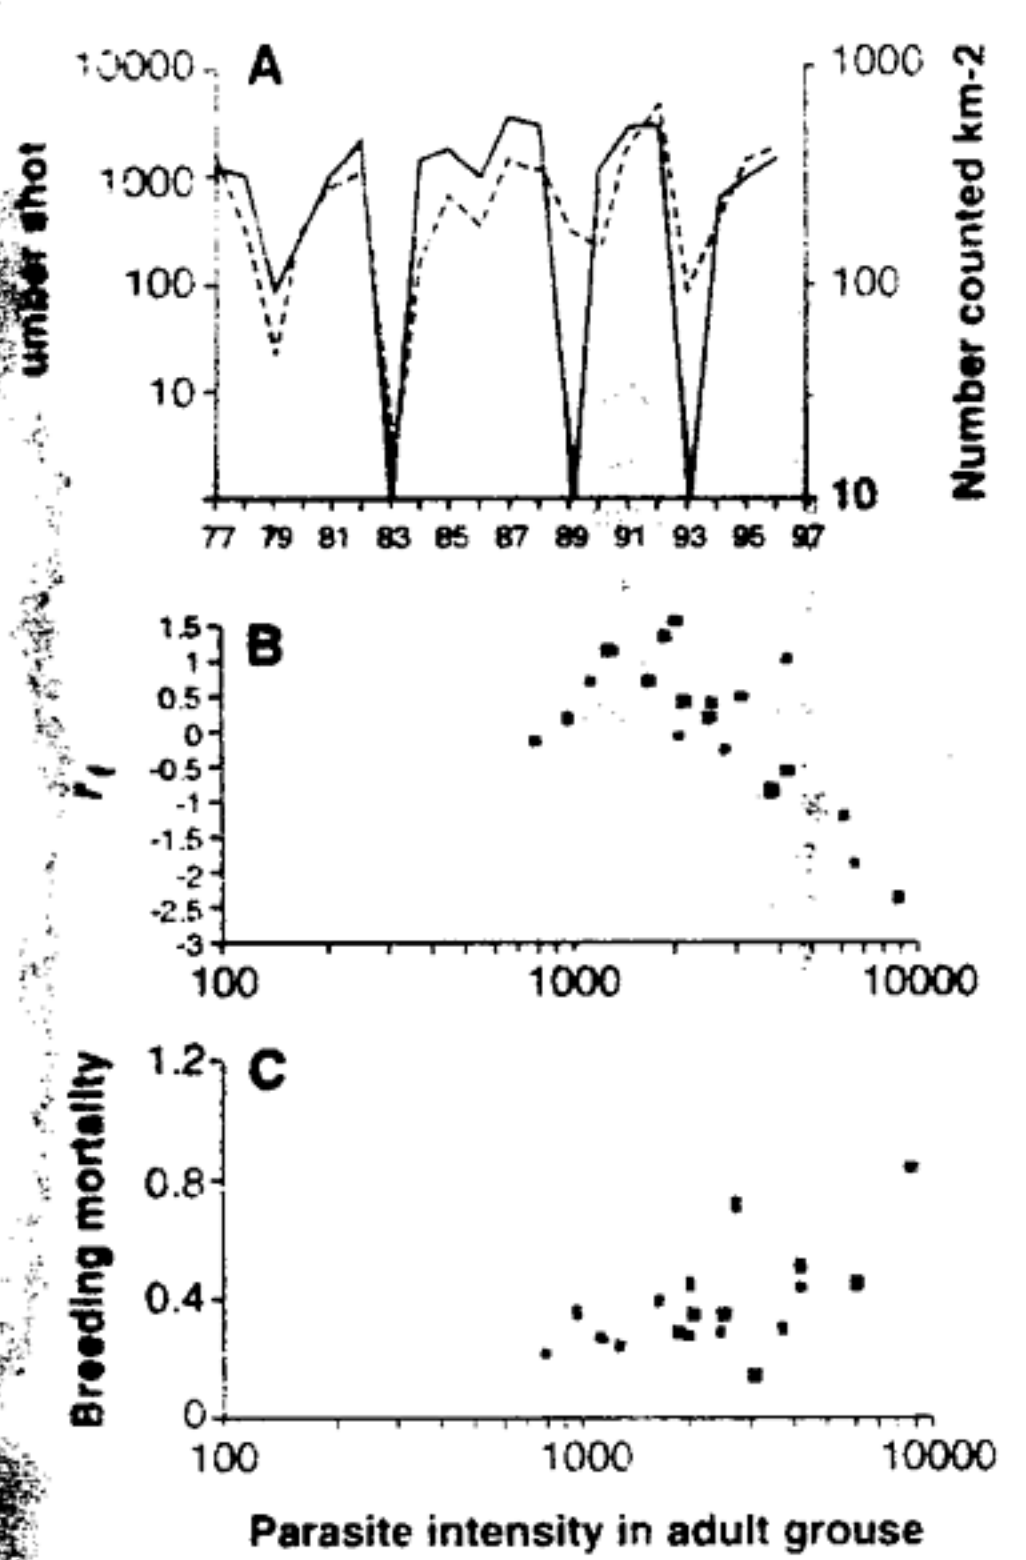 A
10000
1000
100
10
umber shot
1000
100
10
Number counted km-2
77 79 81 83 85 87 89 91 93 95 97
B
1.5
1
0.5
0
-0.5
-1
-1.5
-2
-2.5
-3
100 1000 10000
C
1.2
0.8
0.4
0
Breeding mortality
100 1000 10000
Parasite intensity in adult grouse